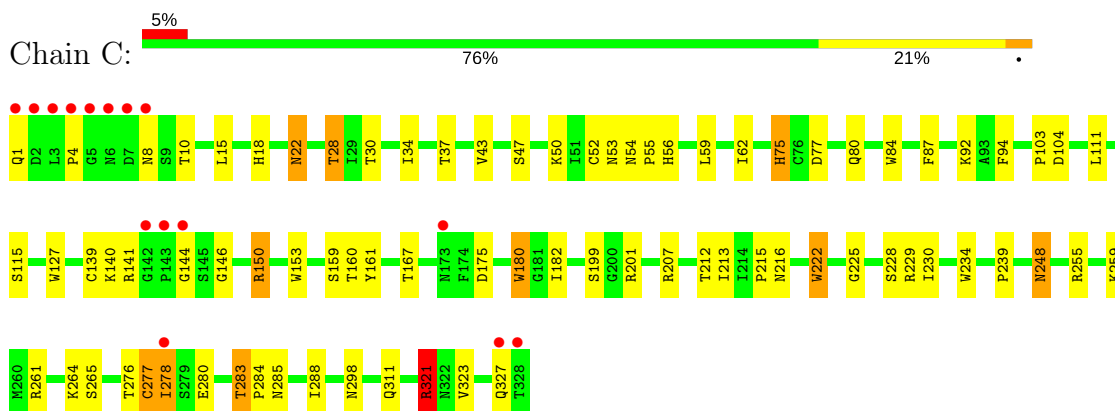 5%
Chain C:
76% 21% •
Q1 D2 L3 P4 G5 N6 D7 N8 S9 T10 L15 H18 N22 T28 I29 T30 I34 T37 V43 S47 K50 I51 C52 N53 N54 P55 H56 L59 I62 H75 C76 D77 Q80 W84 F87 K92 A93 F94 P103 D104 L111
S115 W127 C139 K140 R141 G142 P143 G144 S145 G146 R150 W153 S159 T160 Y161 T167 N173 F174 D175 W180 G181 I182 S199 G200 R201 R207 T212 I213 I214 P215 N216 W222 G225 S228 R229 I230 W234 P239 N248 R255 K259
M260 R261 K264 S265 T276 C277 I278 S279 E280 T283 P284 N285 I288 N298 Q311 R321 N322 V323 Q327 T328